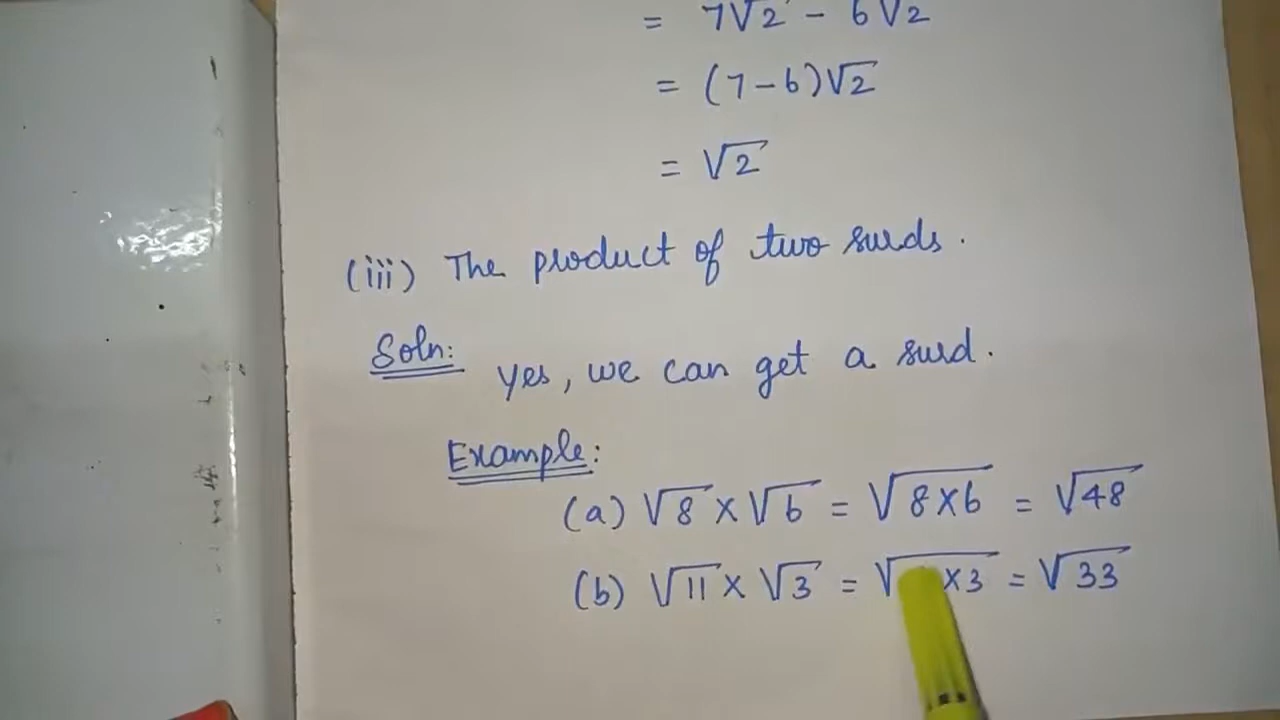 = 7√2 - 6√2
= (7-6)√2
= √2
(iii) The product of two surds.
Soln: yes, we can get a surd.
Example:
(a) √8 × √6 = √8×6 = √48
(b) √11 × √3 = √ ×3 = √33